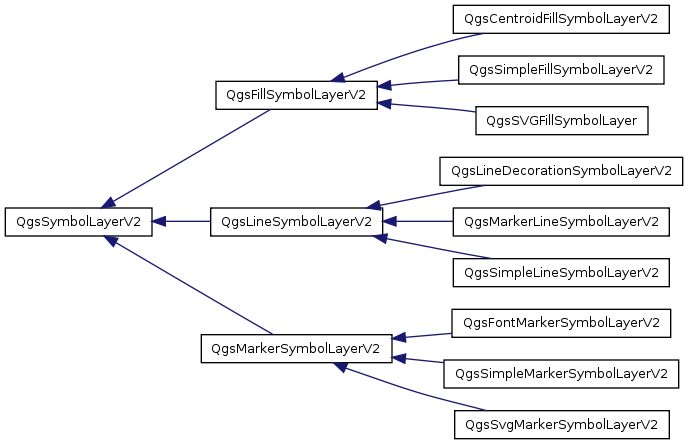 QgsCentroidFillSymbolLayerV2
QgsSimpleFillSymbolLayerV2
QgsFillSymbolLayerV2
QgsSVGFillSymbolLayer
QgsLineDecorationSymbolLayerV2
QgsSymbolLayerV2
QgsLineSymbolLayerV2
QgsMarkerLineSymbolLayerV2
QgsSimpleLineSymbolLayerV2
QgsFontMarkerSymbolLayerV2
QgsMarkerSymbolLayerV2
QgsSimpleMarkerSymbolLayerV2
QgsSvgMarkerSymbolLayerV2